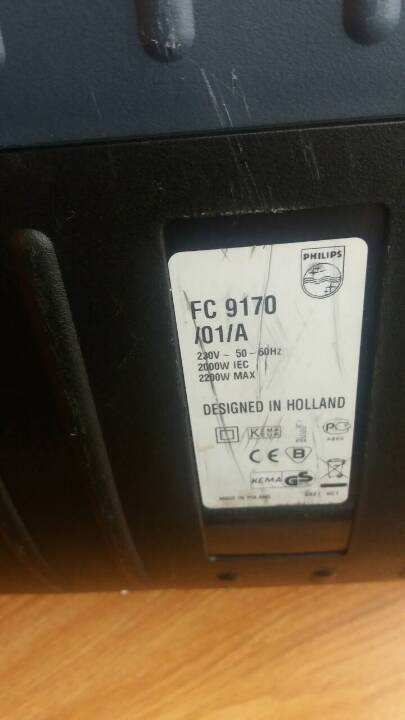 PHILIPS
FC 9170
/01/A
230V ~ 50-60Hz
2000W IEC
2200W MAX
DESIGNED IN HOLLAND
KEMA
CE B
KEMA GS
MADE IN POLAND